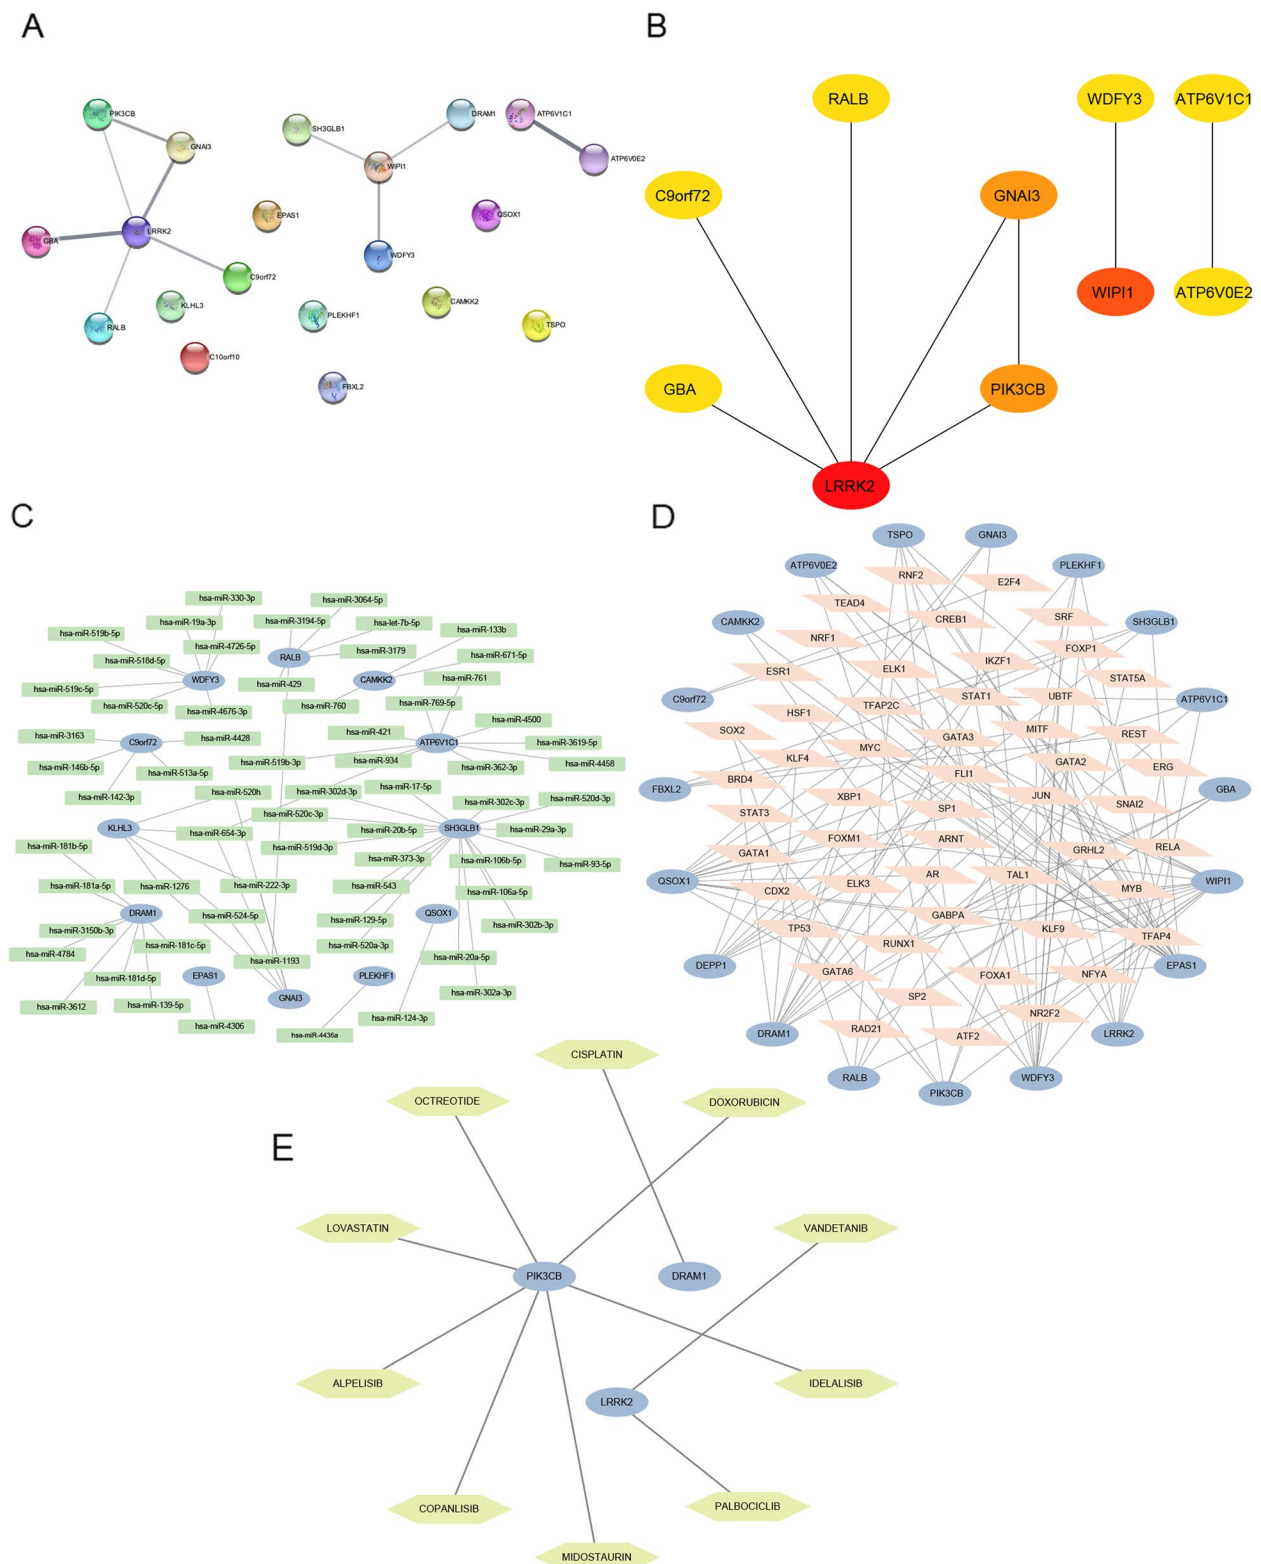 A
PIK3CB
GNAI3
LRRK2
GBA
C9orf72
RALB
KLHL3
C10orf10
SH3GLB1
DRAM1
ATP6V1C1
WIPI1
ATP6V0E2
EPAS1
QSOX1
WDFY3
CAMKK2
PLEKHF1
TSPO
FBXL2
B
RALB
WDFY3
ATP6V1C1
C9orf72
GNAI3
WIPI1
ATP6V0E2
GBA
PIK3CB
LRRK2
C
hsa-miR-330-3p
hsa-miR-3064-5p
hsa-miR-19a-3p
hsa-miR-3194-5p
hsa-let-7b-5p
hsa-miR-133b
hsa-miR-519b-5p
hsa-miR-4726-5p
hsa-miR-518d-5p
RALB
hsa-miR-3179
hsa-miR-671-5p
WDFY3
CAMKK2
hsa-miR-761
hsa-miR-519c-5p
hsa-miR-429
hsa-miR-520c-5p
hsa-miR-4676-3p
hsa-miR-760
hsa-miR-769-5p
hsa-miR-4500
hsa-miR-3163
C9orf72
hsa-miR-4428
hsa-miR-421
ATP6V1C1
hsa-miR-3619-5p
hsa-miR-146b-5p
hsa-miR-513a-5p
hsa-miR-519b-3p
hsa-miR-934
hsa-miR-362-3p
hsa-miR-4458
hsa-miR-142-3p
hsa-miR-520h
hsa-miR-302d-3p
hsa-miR-17-5p
hsa-miR-302c-3p
hsa-miR-520d-3p
hsa-miR-520c-3p
KLHL3
hsa-miR-654-3p
hsa-miR-20b-5p
SH3GLB1
hsa-miR-29a-3p
hsa-miR-181b-5p
hsa-miR-519d-3p
hsa-miR-373-3p
hsa-miR-106b-5p
hsa-miR-93-5p
hsa-miR-181a-5p
hsa-miR-1276
hsa-miR-222-3p
hsa-miR-543
hsa-miR-106a-5p
DRAM1
hsa-miR-524-5p
hsa-miR-129-5p
QSOX1
hsa-miR-302b-3p
hsa-miR-3150b-3p
hsa-miR-181c-5p
hsa-miR-520a-3p
hsa-miR-4784
hsa-miR-1193
hsa-miR-20a-5p
hsa-miR-181d-5p
EPAS1
PLEKHF1
hsa-miR-302a-3p
hsa-miR-3612
hsa-miR-139-5p
GNAI3
hsa-miR-124-3p
hsa-miR-4306
hsa-miR-4436a
D
TSPO
GNAI3
ATP6V0E2
PLEKHF1
RNF2
E2F4
TEAD4
CREB1
SRF
CAMKK2
SH3GLB1
NRF1
FOXP1
ESR1
ELK1
IKZF1
STAT5A
C9orf72
STAT1
UBTF
ATP6V1C1
HSF1
TFAP2C
SOX2
GATA3
MITF
REST
MYC
KLF4
GATA2
ERG
FBXL2
BRD4
FLI1
GBA
XBP1
JUN
SNAI2
STAT3
SP1
FOXM1
ARNT
GATA1
GRHL2
RELA
QSOX1
CDX2
ELK3
AR
TAL1
MYB
WIPI1
TP53
GABPA
KLF9
TFAP4
RUNX1
DEPP1
GATA6
FOXA1
NFYA
EPAS1
SP2
NR2F2
DRAM1
RAD21
ATF2
LRRK2
RALB
PIK3CB
WDFY3
E
CISPLATIN
OCTREOTIDE
DOXORUBICIN
LOVASTATIN
VANDETANIB
PIK3CB
DRAM1
ALPELISIB
IDELALISIB
LRRK2
COPANLISIB
PALBOCICLIB
MIDOSTAURIN